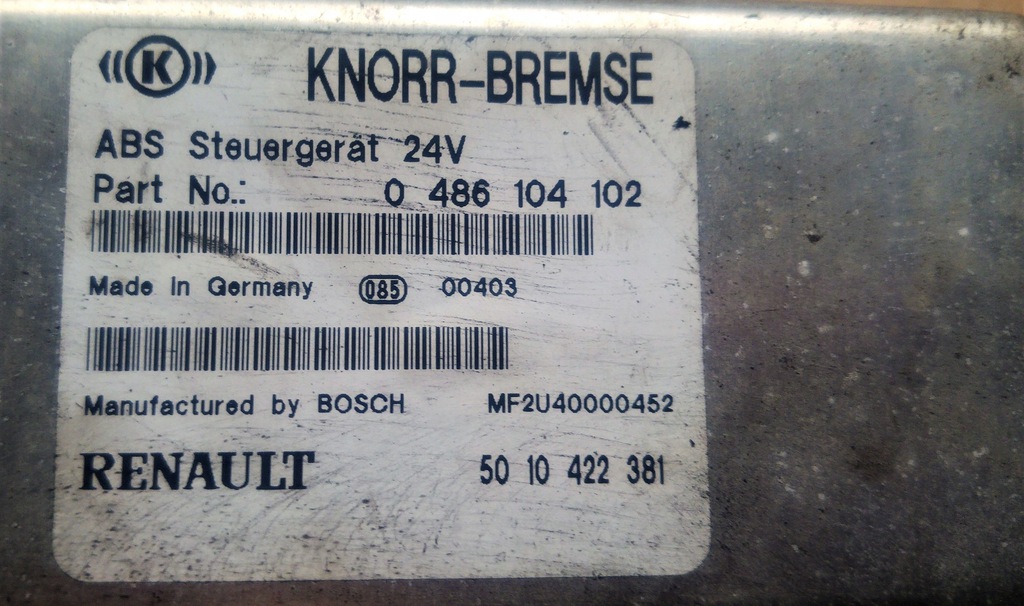 K KNORR-BREMSE
ABS Steuergerät 24V
Part No.: 0 486 104 102
Made In Germany 085 00403
Manufactured by BOSCH MF2U40000452
RENAULT 50 10 422 381